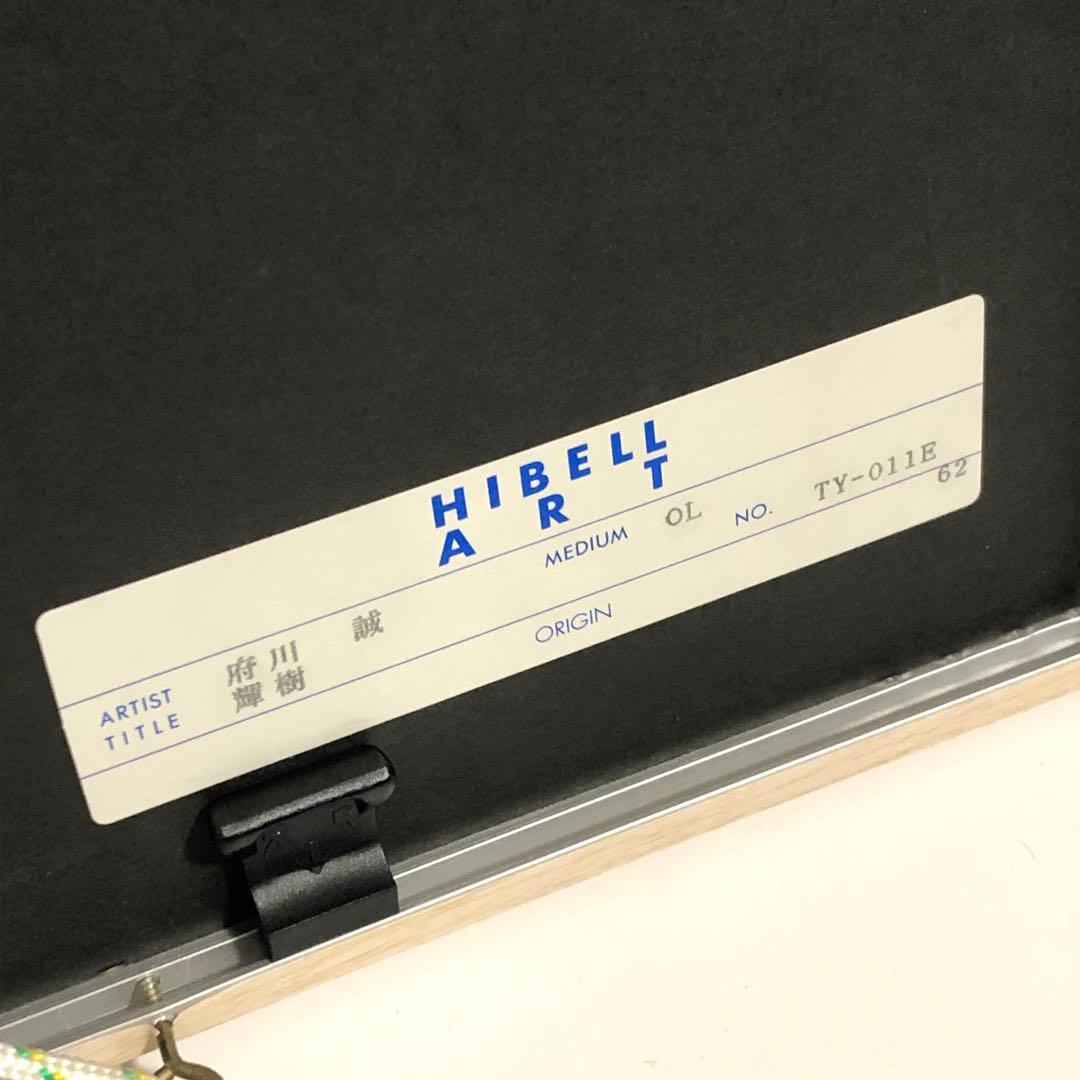 HIBELL
ART
ARTIST 府川 誠 MEDIUM OL NO. TY-011E
TITLE 輝樹 ORIGIN 62